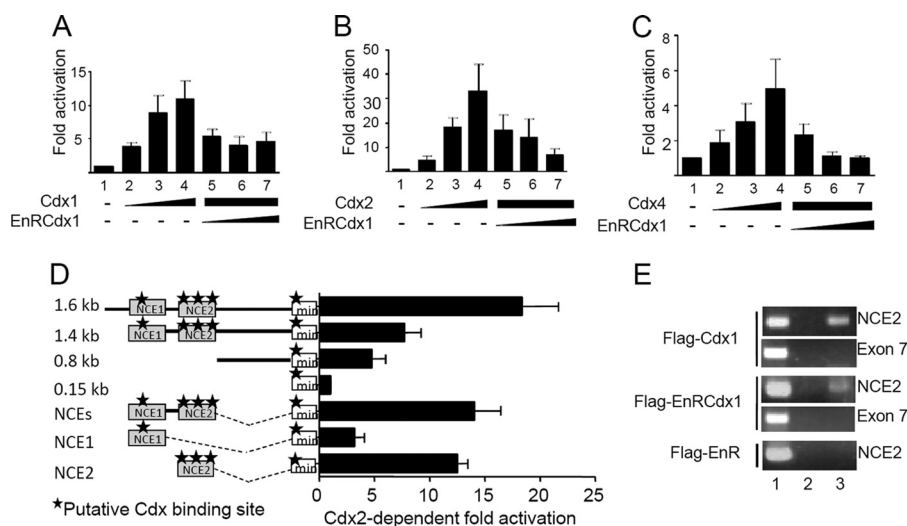 A
Fold activation
15
10
5
1 2 3 4 5 6 7
Cdx1
EnRCdx1 - - - -
B
Fold activation
50
40
30
20
10
1 2 3 4 5 6 7
Cdx2
EnRCdx1 - - - -
C
Fold activation
8
6
4
2
1 2 3 4 5 6 7
Cdx4
EnRCdx1 - - - -
D
1.6 kb NCE1 NCE2 min
1.4 kb NCE1 NCE2 min
0.8 kb min
0.15 kb min
NCEs NCE1 NCE2 min
NCE1 NCE1 min
NCE2 NCE2 min
0 5 10 15 20 25
★Putative Cdx binding site
Cdx2-dependent fold activation
E
Flag-Cdx1
NCE2
Exon 7
Flag-EnRCdx1
NCE2
Exon 7
Flag-EnR
NCE2
1 2 3